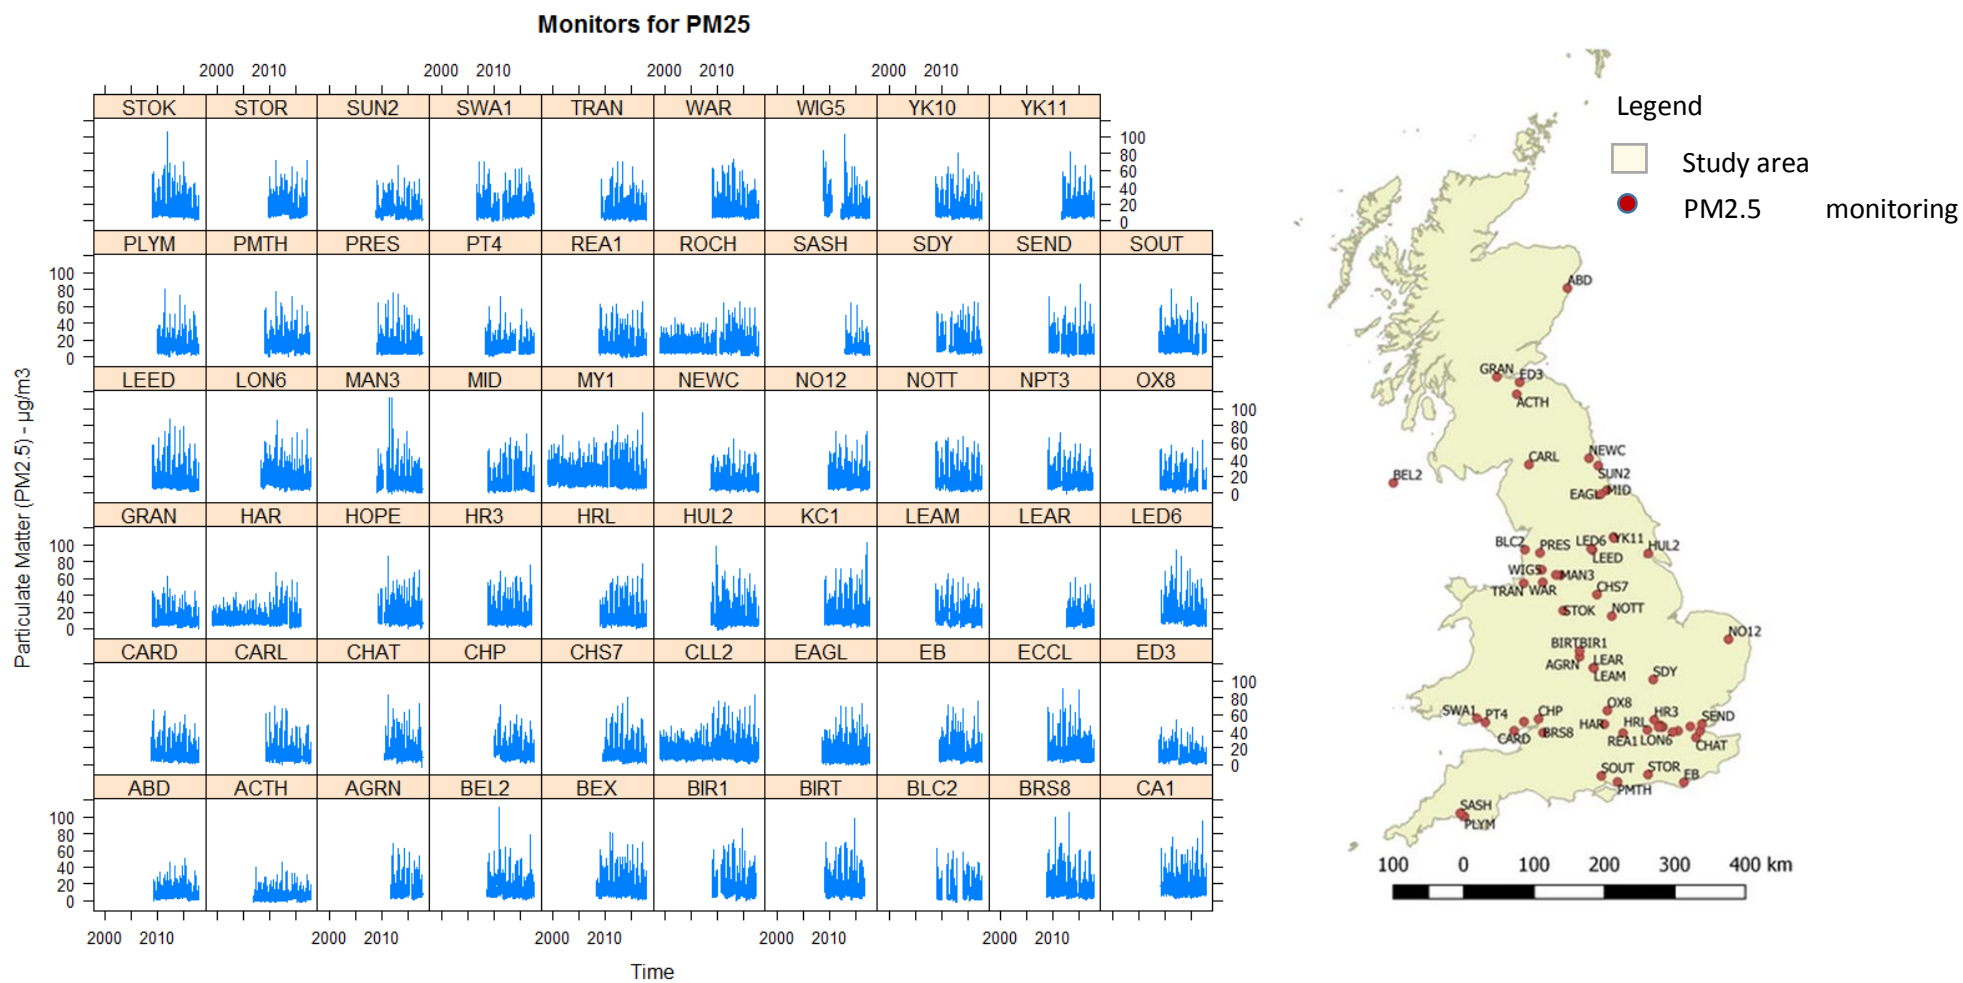 Monitors for PM25
2000 2010 2000 2010 2000 2010 2000 2010
STOK STOR SUN2 SWA1 TRAN WAR WIG5 YK10 YK11
100
80
60
40
20
0
PLYM PMTH PRES PT4 REA1 ROCH SASH SDY SEND SOUT
100
80
60
40
20
0
LEED LON6 MAN3 MID MY1 NEWC NO12 NOTT NPT3 OX8
100
80
60
40
20
0
GRAN HAR HOPE HR3 HRL HUL2 KC1 LEAM LEAR LED6
100
80
60
40
20
0
CARD CARL CHAT CHP CHS7 CLL2 EAGL EB ECCL ED3
100
80
60
40
20
0
ABD ACTH AGRN BEL2 BEX BIR1 BIRT BLC2 BRS8 CA1
100
80
60
40
20
0
2000 2010 2000 2010 2000 2010 2000 2010 2000 2010
Time
Particulate Matter (PM2.5) - µg/m3
Legend
Study area
PM2.5 monitoring
ABD
GRAN ED3
ACTH
NEWC
CARL
SUN2
BEL2
EAGL MID
BLC2 PRES LED6 YK11 HUL2
LEED
WIG5 MAN3
TRAN WAR CHS7
STOK NOTT
NO12
BIRT BIR1
AGRN LEAR
LEAM SDY
SWA1 PT4 CHP OX8 HR3 SEND
HAR HRL
CARD BRS8 REA1 LON6 CHAT
SOUT STOR EB
PMTH
SASH
PLYM
100 0 100 200 300 400 km